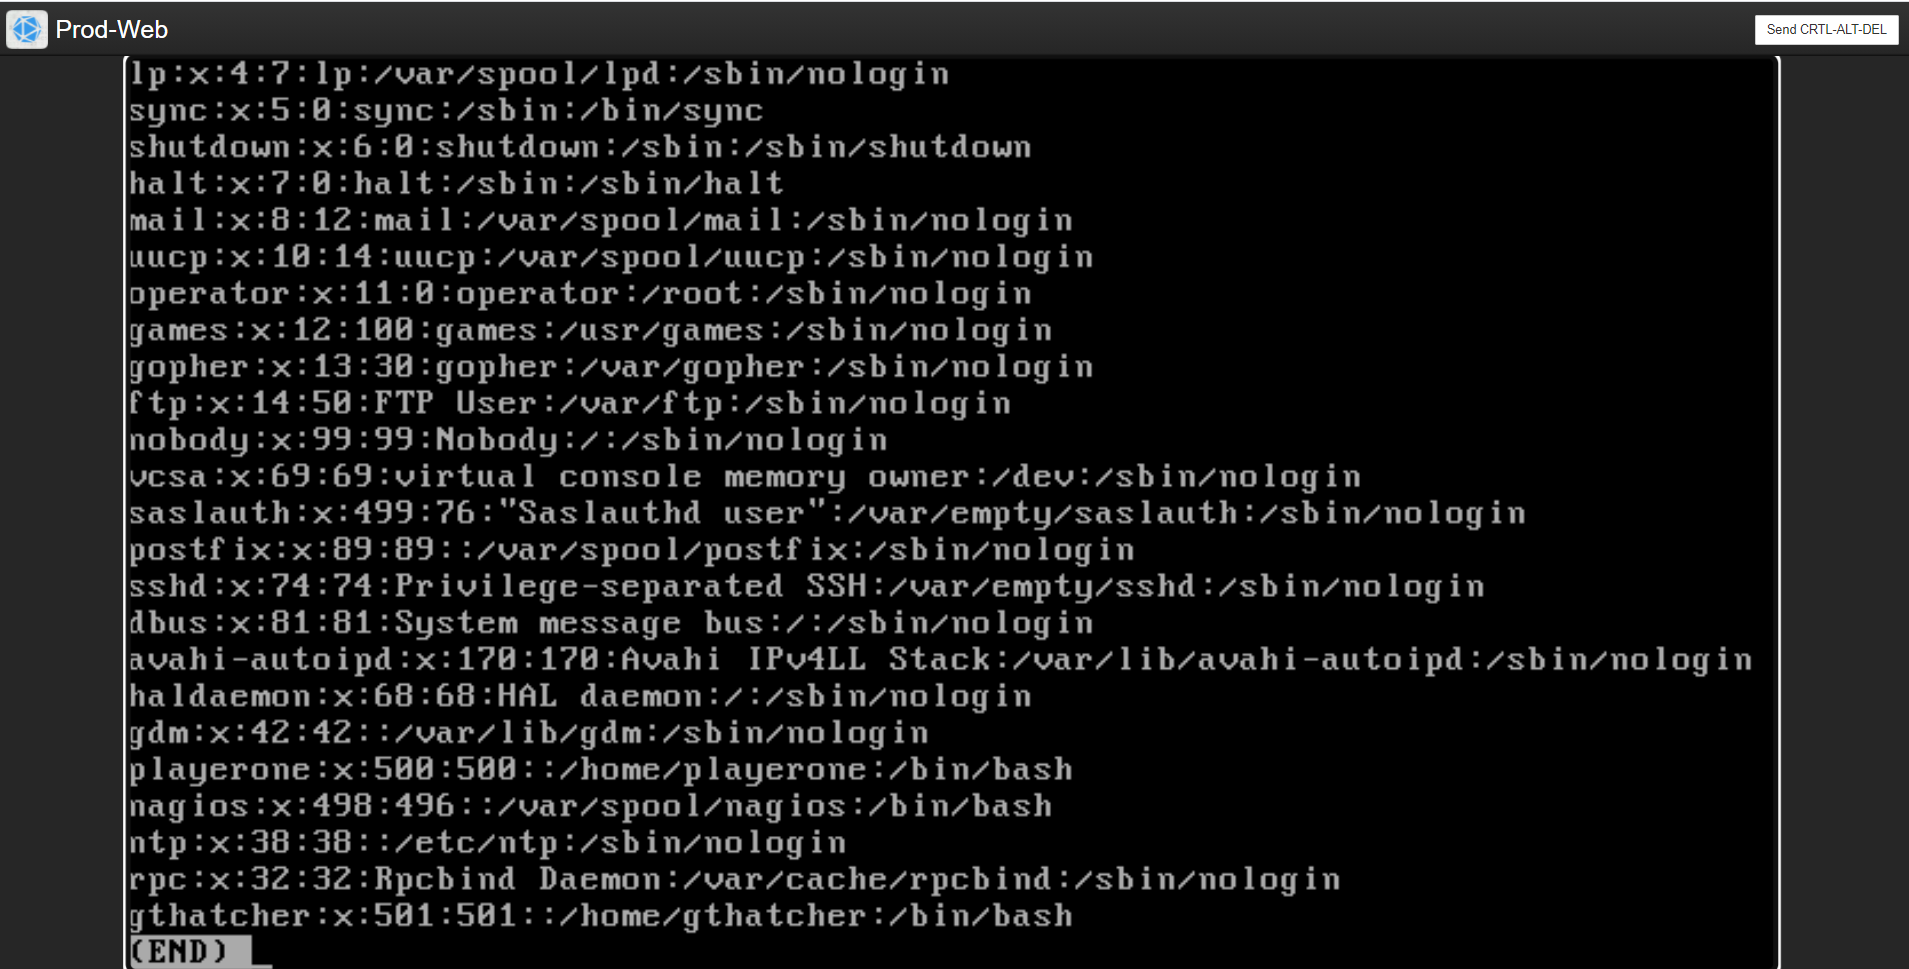 Prod-Web
Send CRTL-ALT-DEL
lp:x:4:7:lp:/var/spool/lpd:/sbin/nologin
sync:x:5:0:sync:/sbin:/bin/sync
shutdown:x:6:0:shutdown:/sbin:/sbin/shutdown
halt:x:7:0:halt:/sbin:/sbin/halt
mail:x:8:12:mail:/var/spool/mail:/sbin/nologin
uucp:x:10:14:uucp:/var/spool/uucp:/sbin/nologin
operator:x:11:0:operator:/root:/sbin/nologin
games:x:12:100:games:/usr/games:/sbin/nologin
gopher:x:13:30:gopher:/var/gopher:/sbin/nologin
ftp:x:14:50:FTP User:/var/ftp:/sbin/nologin
nobody:x:99:99:Nobody:/:/sbin/nologin
vcsa:x:69:69:virtual console memory owner:/dev:/sbin/nologin
saslauth:x:499:76:"Saslauthd user":/var/empty/saslauth:/sbin/nologin
postfix:x:89:89::/var/spool/postfix:/sbin/nologin
sshd:x:74:74:Privilege-separated SSH:/var/empty/sshd:/sbin/nologin
dbus:x:81:81:System message bus:/:/sbin/nologin
avahi-autoipd:x:170:170:Avahi IPv4LL Stack:/var/lib/avahi-autoipd:/sbin/nologin
haldaemon:x:68:68:HAL daemon:/:/sbin/nologin
gdm:x:42:42::/var/lib/gdm:/sbin/nologin
playerone:x:500:500::/home/playerone:/bin/bash
nagios:x:498:496::/var/spool/nagios:/bin/bash
ntp:x:38:38::/etc/ntp:/sbin/nologin
rpc:x:32:32:Rpcbind Daemon:/var/cache/rpcbind:/sbin/nologin
gthatcher:x:501:501::/home/gthatcher:/bin/bash
(END)